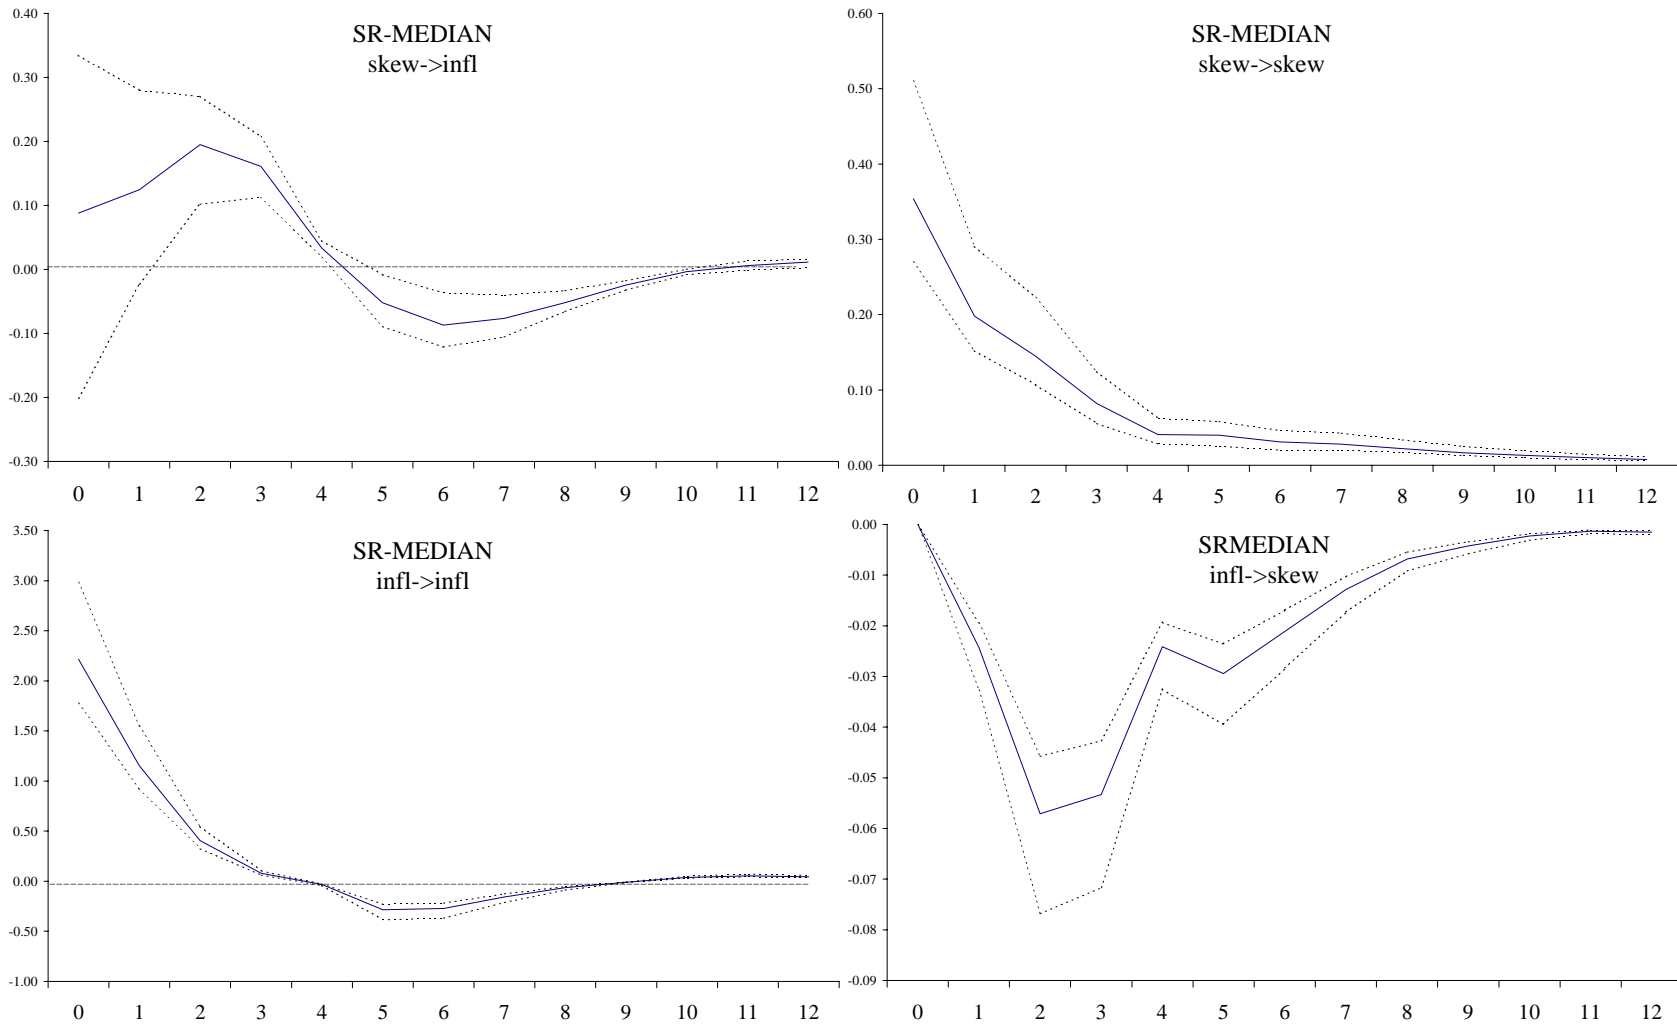 SR-MEDIAN
skew->infl
0.40
0.30
0.20
0.10
0.00
-0.10
-0.20
-0.30
0 1 2 3 4 5 6 7 8 9 10 11 12
SR-MEDIAN
skew->skew
0.60
0.50
0.40
0.30
0.20
0.10
0.00
0 1 2 3 4 5 6 7 8 9 10 11 12
SR-MEDIAN
infl->infl
3.50
3.00
2.50
2.00
1.50
1.00
0.50
0.00
-0.50
-1.00
0 1 2 3 4 5 6 7 8 9 10 11 12
SRMEDIAN
infl->skew
0.00
-0.01
-0.02
-0.03
-0.04
-0.05
-0.06
-0.07
-0.08
-0.09
0 1 2 3 4 5 6 7 8 9 10 11 12